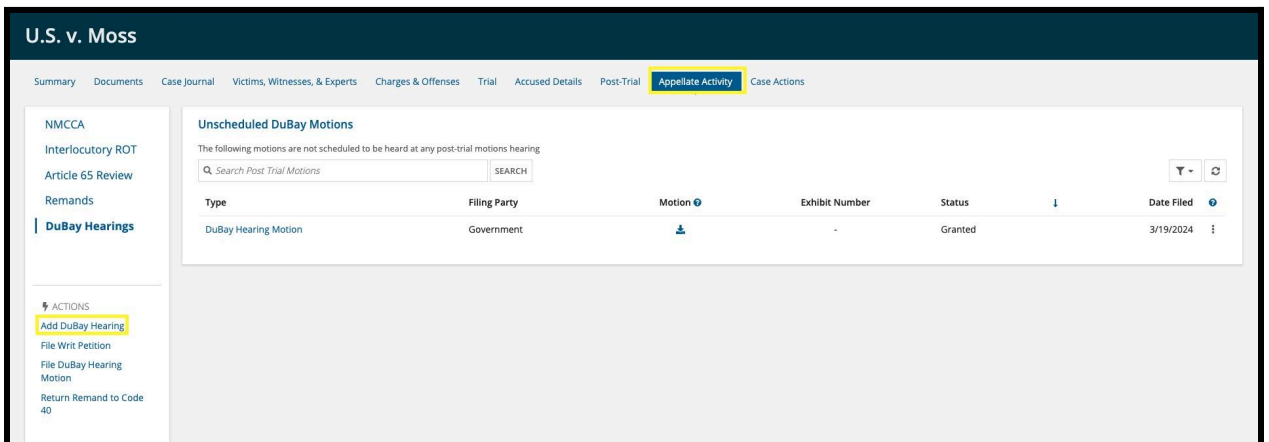 U.S. v. Moss
Summary Documents Case Journal Victims, Witnesses, & Experts Charges & Offenses Trial Accused Details Post-Trial Appellate Activity Case Actions
NMCCA
Interlocutory ROT
Article 65 Review
Remands
DuBay Hearings
ACTIONS
Add DuBay Hearing
File Writ Petition
File DuBay Hearing
Motion
Return Remand to Code
40
Unscheduled DuBay Motions
The following motions are not scheduled to be heard at any post-trial motions hearing
Search Post Trial Motions SEARCH
Type Filing Party Motion Exhibit Number Status Date Filed
DuBay Hearing Motion Government - Granted 3/19/2024